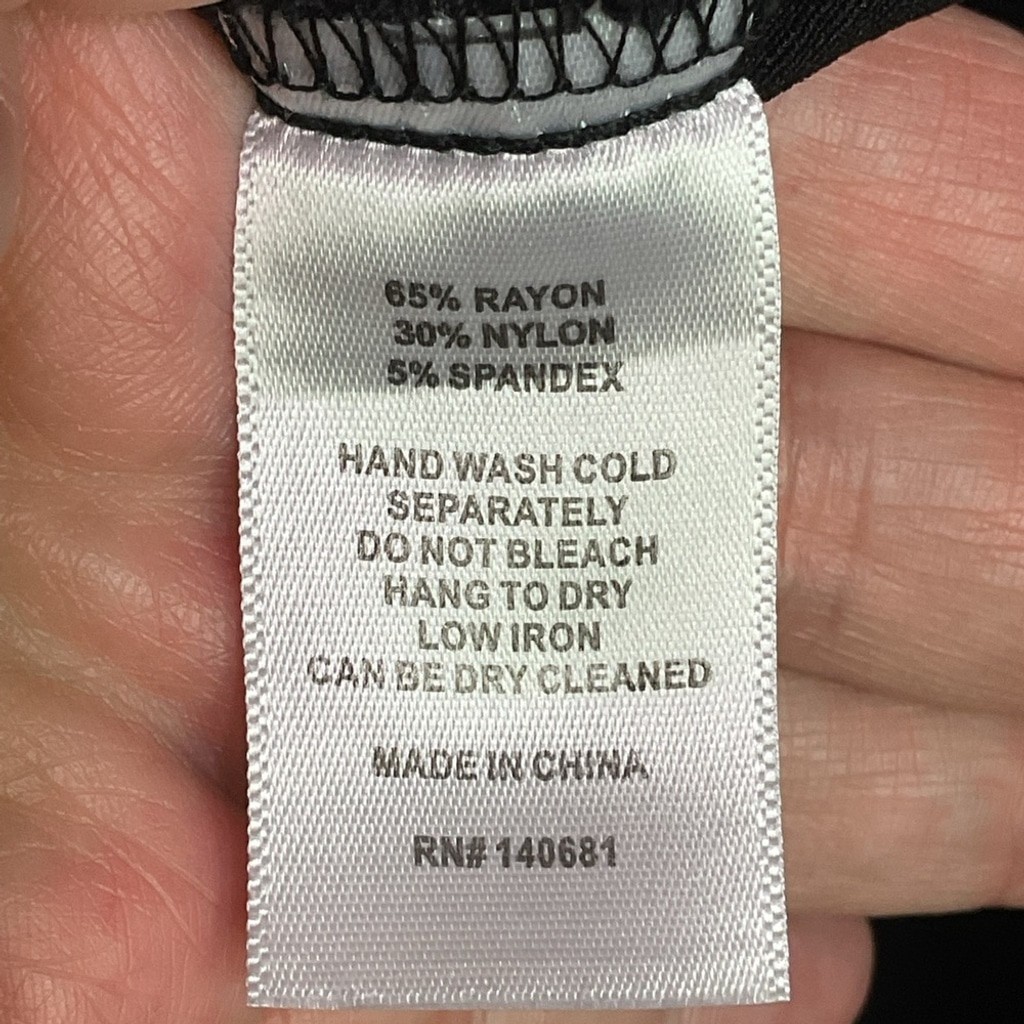 65% RAYON
30% NYLON
5% SPANDEX
HAND WASH COLD
SEPARATELY
DO NOT BLEACH
HANG TO DRY
LOW IRON
CAN BE DRY CLEANED
MADE IN CHINA
RN# 140681